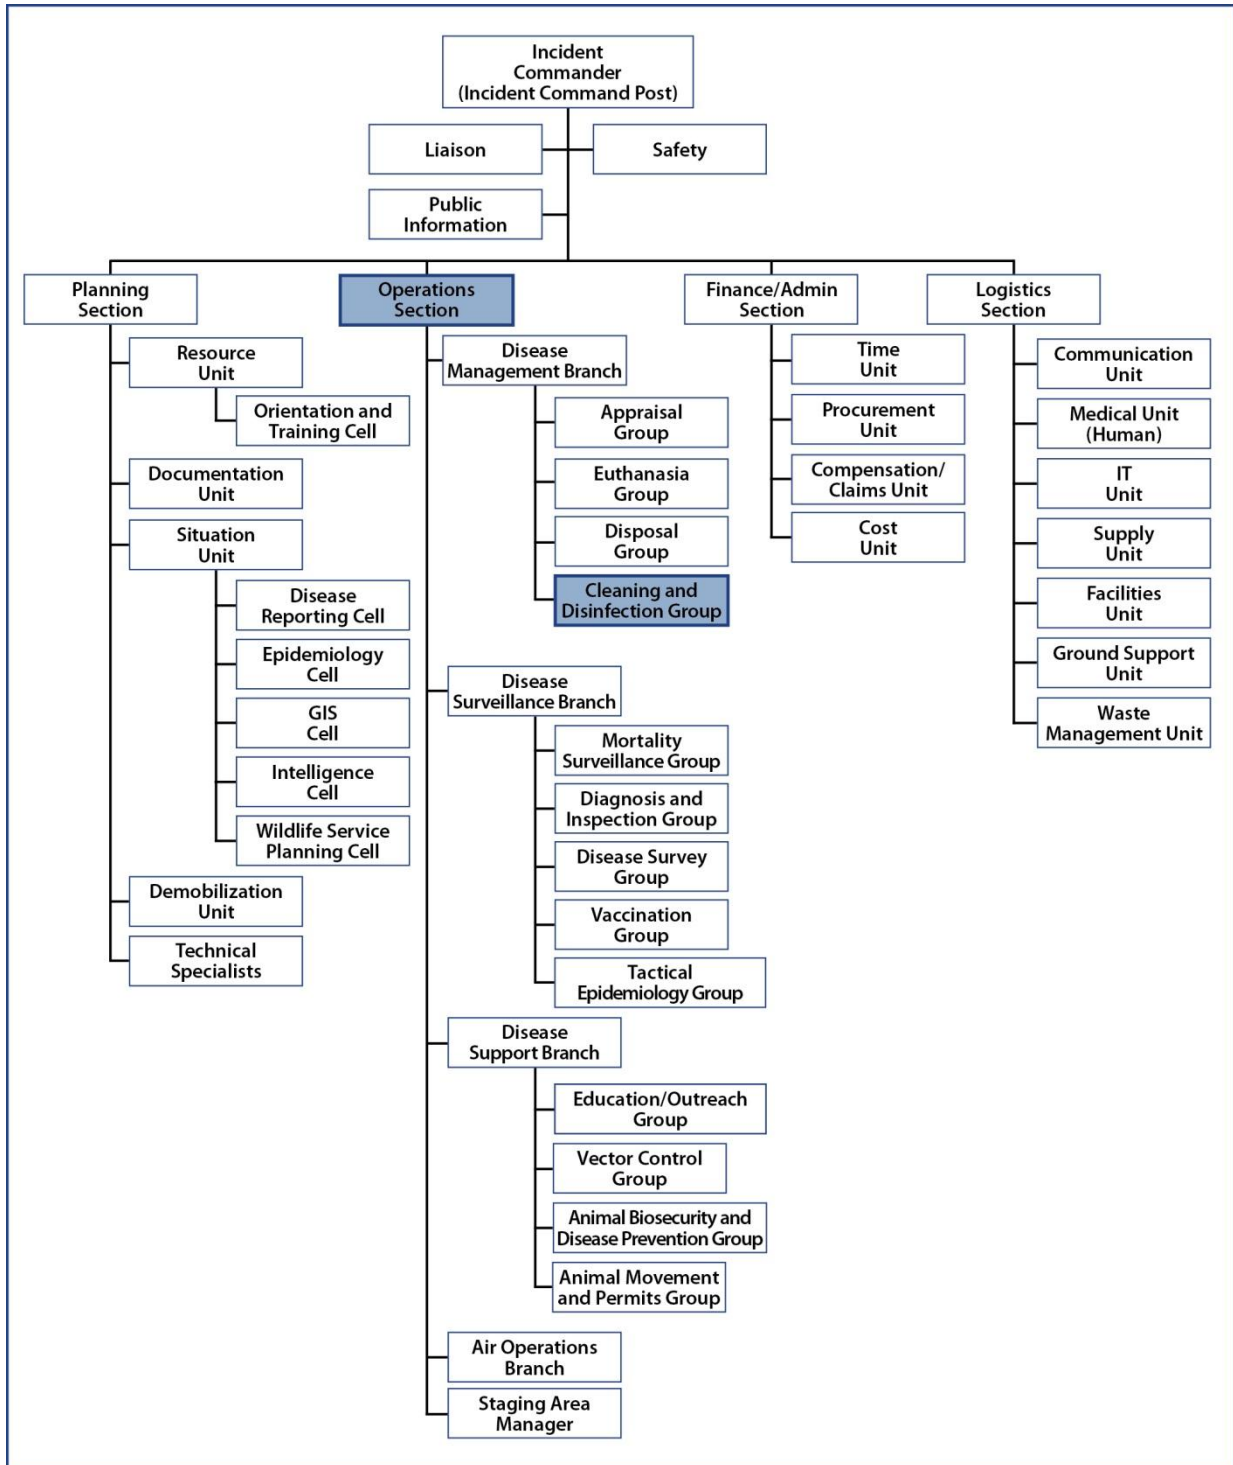 Incident
Commander
(Incident Command Post)
Liaison
Safety
Public
Information
Planning
Section
Resource
Unit
Orientation and
Training Cell
Documentation
Unit
Situation
Unit
Disease
Reporting Cell
Epidemiology
Cell
GIS
Cell
Intelligence
Cell
Wildlife Service
Planning Cell
Demobilization
Unit
Technical
Specialists
Operations
Section
Disease
Management Branch
Appraisal
Group
Euthanasia
Group
Disposal
Group
Cleaning and
Disinfection Group
Disease
Surveillance Branch
Mortality
Surveillance Group
Diagnosis and
Inspection Group
Disease Survey
Group
Vaccination
Group
Tactical
Epidemiology Group
Disease
Support Branch
Education/Outreach
Group
Vector Control
Group
Animal Biosecurity and
Disease Prevention Group
Animal Movement
and Permits Group
Air Operations
Branch
Staging Area
Manager
Finance/Admin
Section
Time
Unit
Procurement
Unit
Compensation/
Claims Unit
Cost
Unit
Logistics
Section
Communication
Unit
Medical Unit
(Human)
IT
Unit
Supply
Unit
Facilities
Unit
Ground Support
Unit
Waste
Management Unit